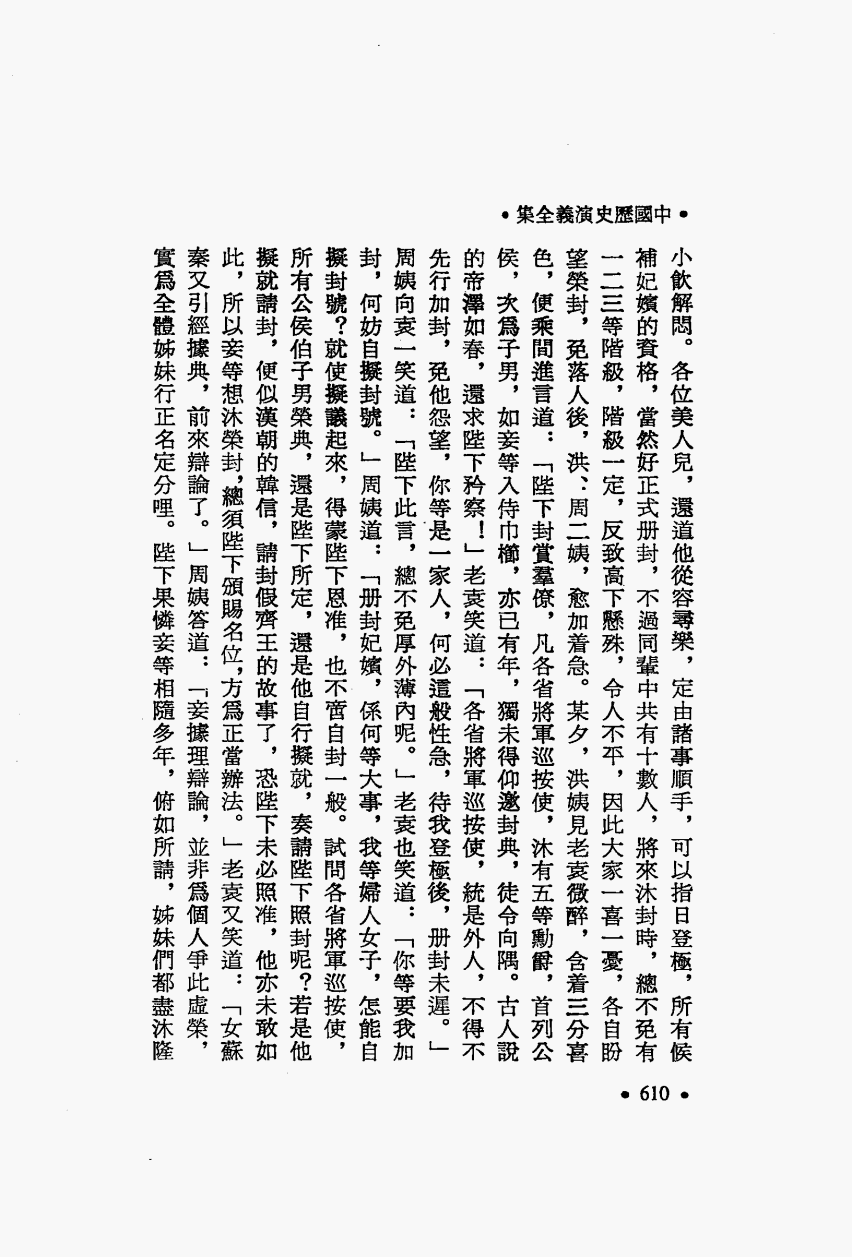 •中國歷史演義全集•
小飲解悶。各位美人兒，還道他從容尋樂，定由諸事順手，可以指日登極，所有候
補妃嬪的資格，當然好正式册封，不過同輩中共有十數人，將來沐封時，總不免有
一二三等階級，階級一定，反致高下懸殊，令人不平，因此大家一喜一憂，各自盼
望榮封，免落人後，洪、周二姨，愈加着急。某夕，洪姨見老袁微醉，含着三分喜
色，便乘間進言道：「陛下封賞羣僚，凡各省將軍巡按使，沐有五等勳爵，首列公
侯，次爲子男，如妾等入侍巾櫛，亦已有年，獨未得仰邀封典，徒令向隅。古人說
的帝澤如春，還求陛下矜察！」老袁笑道：「各省將軍巡按使，統是外人，不得不
先行加封，免他怨望，你等是一家人，何必這般性急，待我登極後，册封未遲。」
周姨向袁一笑道：「陛下此言，總不免厚外薄內呢。」老袁也笑道：「你等要我加
封，何妨自擬封號。」周姨道：「册封妃嬪，係何等大事，我等婦人女子，怎能自
擬封號？就使擬議起來，得蒙陛下恩准，也不啻自封一般。試問各省將軍巡按使，
所有公侯伯子男榮典，還是陛下所定，還是他自行擬就，奏請陛下照封呢？若是他
擬就請封，便似漢朝的韓信，請封假齊王的故事了，恐陛下未必照准，他亦未敢如
此，所以妾等想沐榮封，總須陛下頒賜名位，方爲正當辦法。」老袁又笑道：「女蘇
秦又引經據典，前來辯論了。」周姨答道：「妾據理辯論，並非爲個人爭此虛榮，
實爲全體姊妹行正名定分哩。陛下果憐妾等相隨多年，俯如所請，姊妹們都盡沐隆
•610•